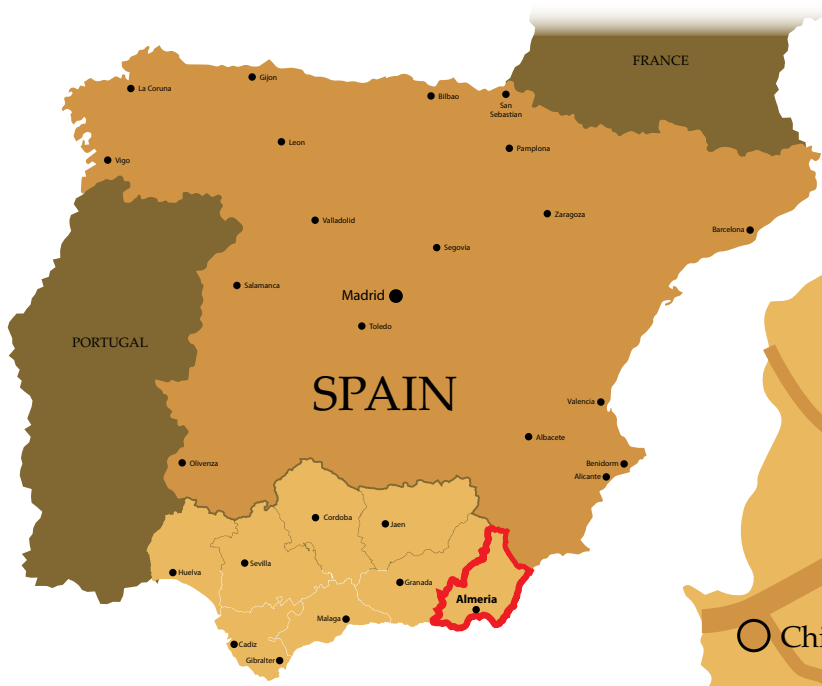 FRANCE
Gijon
La Coruna
Bilbao
San
Sebastian
Leon
Pamplona
Vigo
Zaragoza
Valladolid
Barcelona
Segovia
Salamanca
Madrid
Toledo
PORTUGAL
SPAIN
Valencia
Albacete
Olivenza
Benidorm
Alicante
Cordoba
Jaen
Sevilla
Huelva
Granada
Almeria
Malaga
Chi
Cadiz
Gibralter